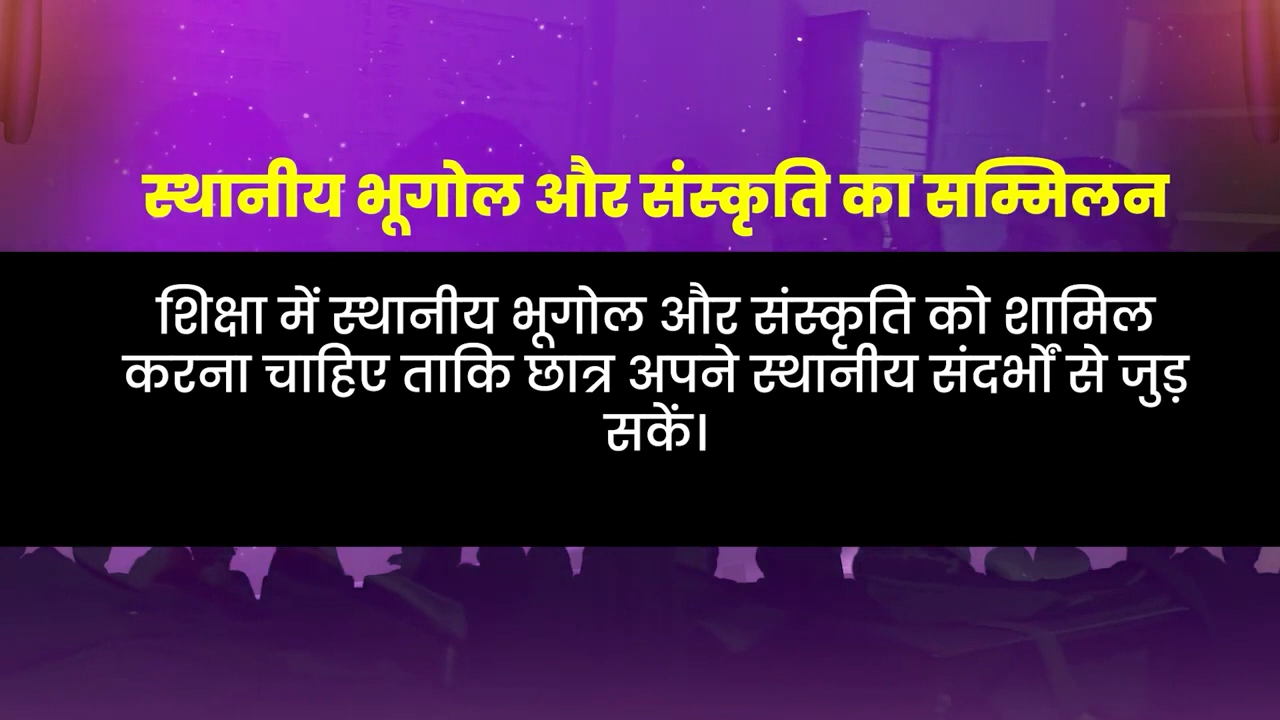 स्थानीय भूगोल और संस्कृति का सम्मिलन
शिक्षा में स्थानीय भूगोल और संस्कृति को शामिल
करना चाहिए ताकि छात्र अपने स्थानीय संदर्भों से जुड़
सकें।